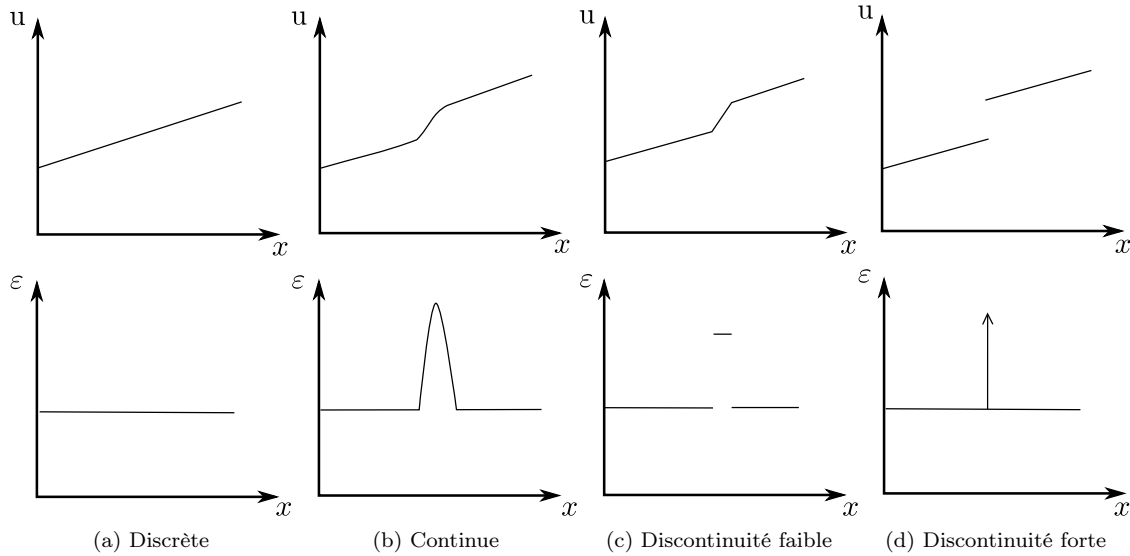 u
x
u
x
u
x
u
x
ε
x
ε
x
ε
x
ε
x
(a) Discrète
(b) Continue
(c) Discontinuité faible
(d) Discontinuité forte